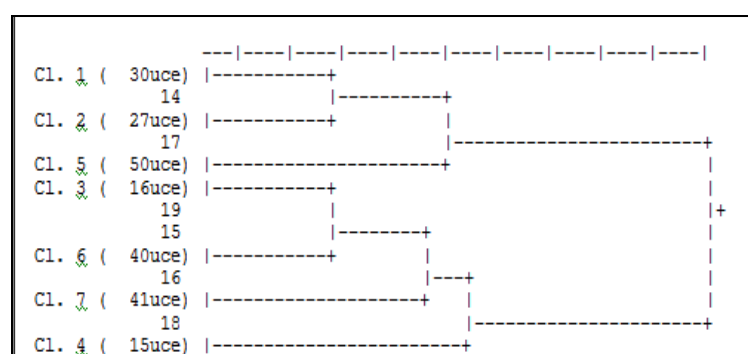 ---|----|----|----|----|----|----|----|----|----|
Cl. 1 (  30uce) |------------+
             14             |----------+
Cl. 2 (  27uce) |------------+          |
             17                        |------------------------+
Cl. 5 (  50uce) |-----------------------+                        |
Cl. 3 (  16uce) |------------+                                   |
             19             |                                   |+
             15             |--------+                          |
Cl. 6 (  40uce) |------------+        |                          |
             16                      |---+                      |
Cl. 7 (  41uce) |---------------------+   |                      |
             18                          |----------------------+
Cl. 4 (  15uce) |-------------------------+